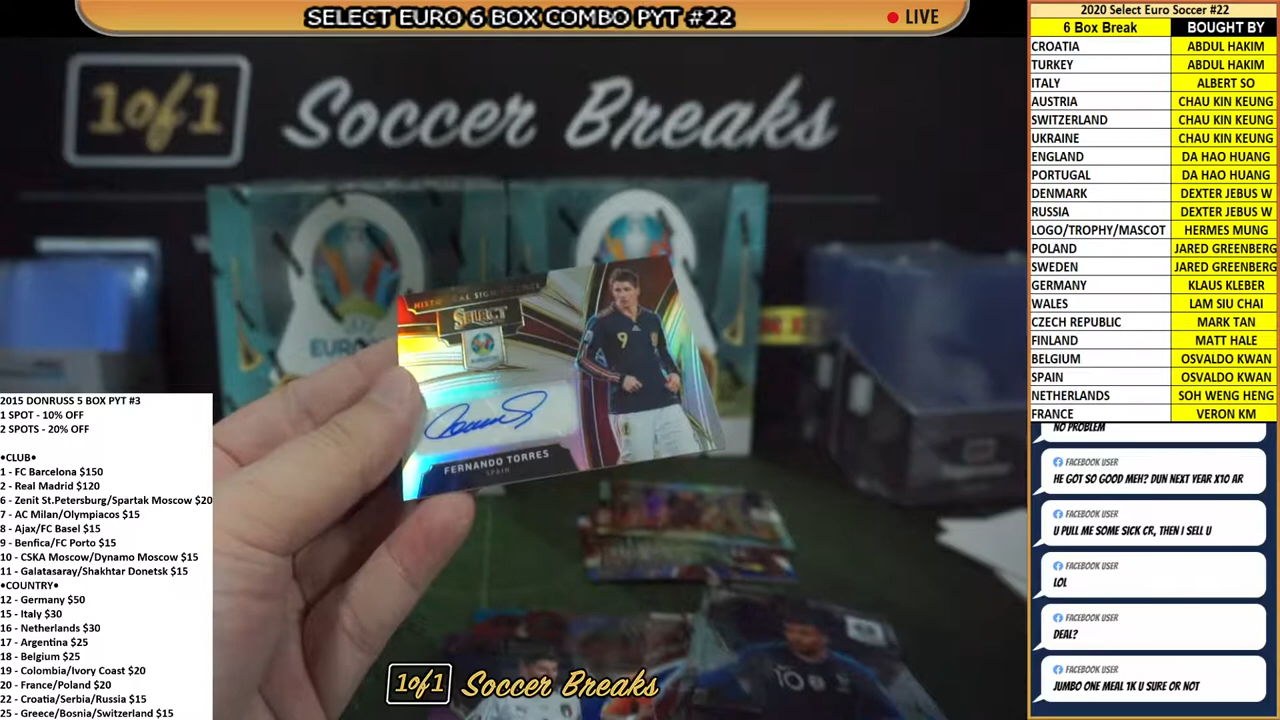 SELECT EURO 6 BOX COMBO PYT #22
LIVE
1of1 Soccer Breaks
HISTORICAL SIGNIFICANCE
SELECT
9
FERNANDO TORRES
SPAIN
10
1of1 Soccer Breaks
2015 DONRUSS 5 BOX PYT #3
1 SPOT - 10% OFF
2 SPOTS - 20% OFF
•CLUB•
1 - FC Barcelona $150
2 - Real Madrid $120
6 - Zenit St.Petersburg/Spartak Moscow $20
7 - AC Milan/Olympiacos $15
8 - Ajax/FC Basel $15
9 - Benfica/FC Porto $15
10 - CSKA Moscow/Dynamo Moscow $15
11 - Galatasaray/Shakhtar Donetsk $15
•COUNTRY•
12 - Germany $50
15 - Italy $30
16 - Netherlands $30
17 - Argentina $25
18 - Belgium $25
19 - Colombia/Ivory Coast $20
20 - France/Poland $20
22 - Croatia/Serbia/Russia $15
25 - Greece/Bosnia/Switzerland $15
2020 Select Euro Soccer #22
6 Box Break BOUGHT BY
CROATIA ABDUL HAKIM
TURKEY ABDUL HAKIM
ITALY ALBERT SO
AUSTRIA CHAU KIN KEUNG
SWITZERLAND CHAU KIN KEUNG
UKRAINE CHAU KIN KEUNG
ENGLAND DA HAO HUANG
PORTUGAL DA HAO HUANG
DENMARK DEXTER JEBUS W
RUSSIA DEXTER JEBUS W
LOGO/TROPHY/MASCOT HERMES MUNG
POLAND JARED GREENBERG
SWEDEN JARED GREENBERG
GERMANY KLAUS KLEBER
WALES LAM SIU CHAI
CZECH REPUBLIC MARK TAN
FINLAND MATT HALE
BELGIUM OSVALDO KWAN
SPAIN OSVALDO KWAN
NETHERLANDS SOH WENG HENG
FRANCE VERON KM
NO PROBLEM
FACEBOOK USER
HE GOT SO GOOD MEH? DUN NEXT YEAR X10 AR
FACEBOOK USER
U PULL ME SOME SICK CR, THEN I SELL U
FACEBOOK USER
LOL
FACEBOOK USER
DEAL?
FACEBOOK USER
JUMBO ONE MEAL 1K U SURE OR NOT